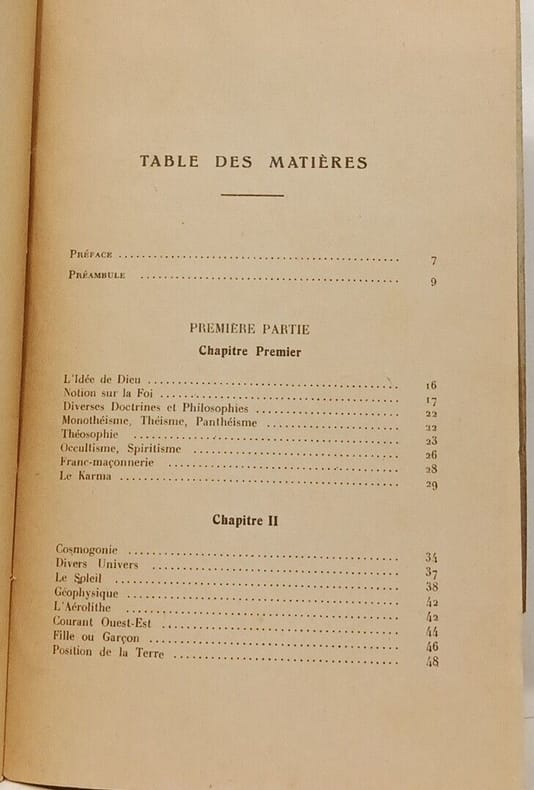 TABLE DES MATIÈRES
PRÉFACE ........................................ 7
PRÉAMBULE ........................................ 9
PREMIÈRE PARTIE
Chapitre Premier
L'Idée de Dieu ........................................ 16
Notion sur la Foi ........................................ 17
Diverses Doctrines et Philosophies ........................................ 22
Monothéisme, Théisme, Panthéisme ........................................ 22
Théosophie ........................................ 23
Occultisme, Spiritisme ........................................ 26
Franc-maçonnerie ........................................ 28
Le Karma ........................................ 29
Chapitre II
Cosmogonie ........................................ 34
Divers Univers ........................................ 37
Le Soleil ........................................ 38
Géophysique ........................................ 42
L'Aérolithe ........................................ 42
Courant Ouest-Est ........................................ 44
Fille ou Garçon ........................................ 46
Position de la Terre ........................................ 48